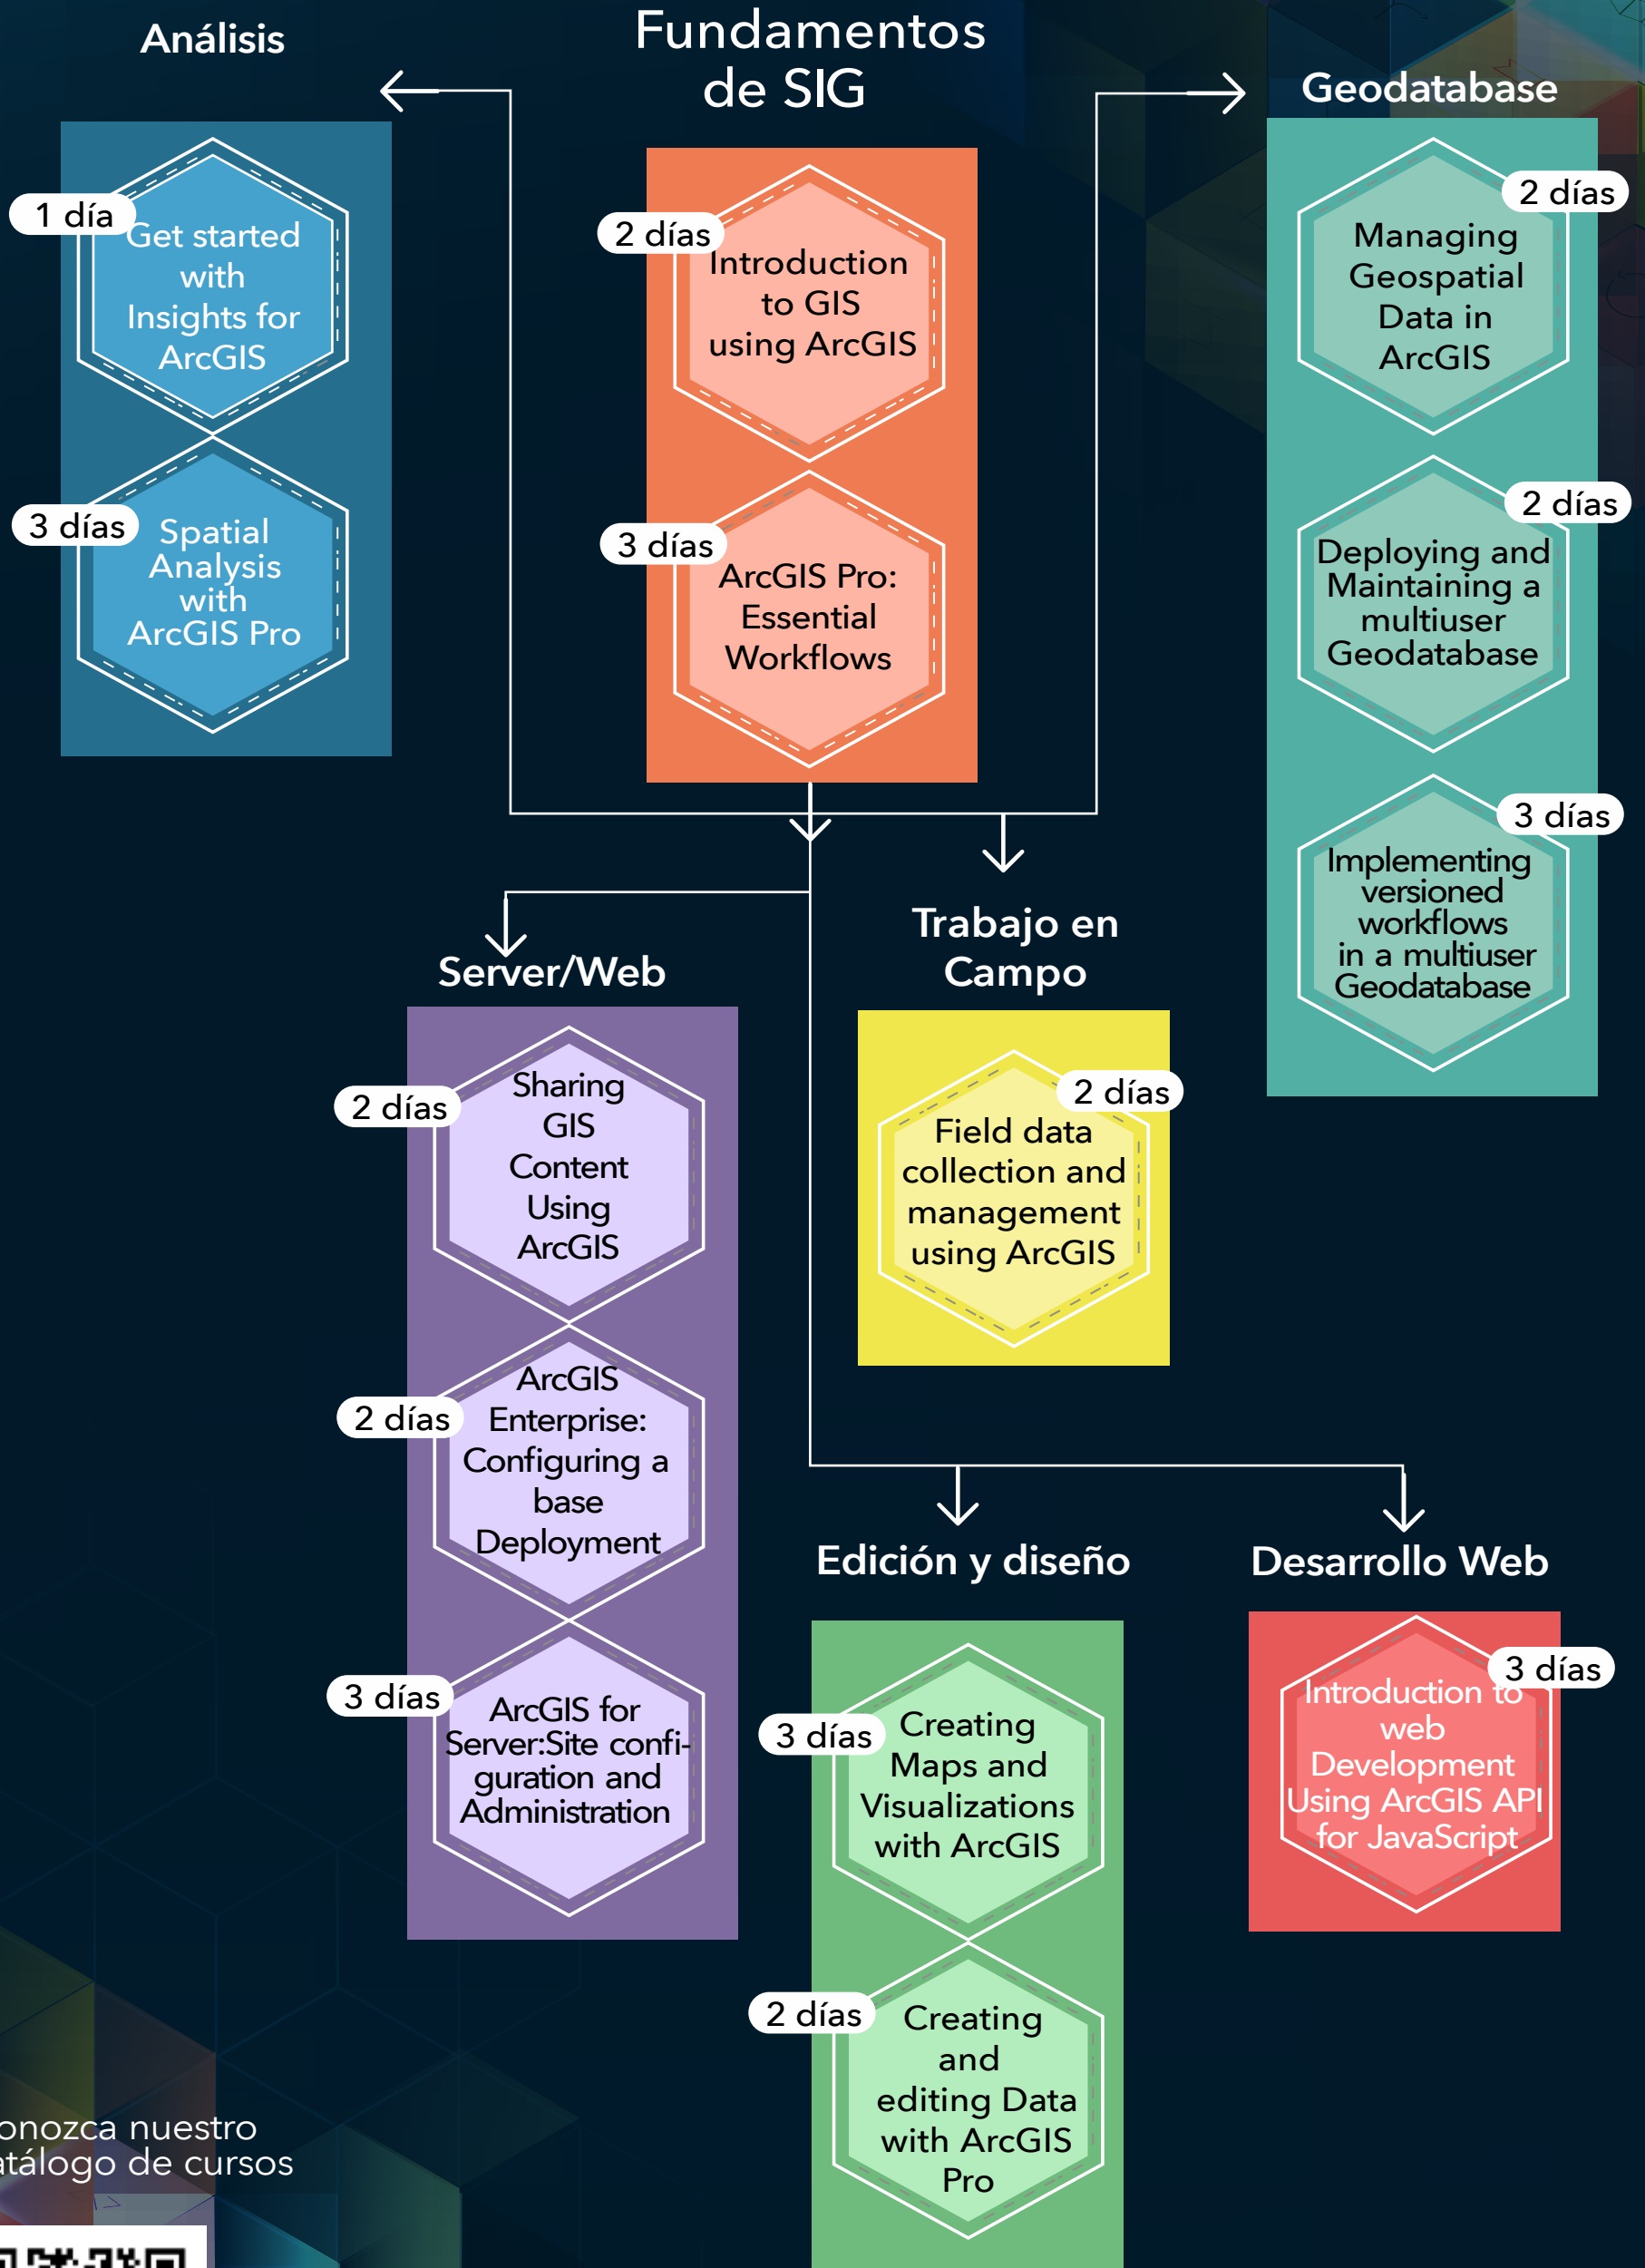 Análisis
1 día
Get started
with
Insights for
ArcGIS
3 días
Spatial
Analysis
with
ArcGIS Pro
Fundamentos
de SIG
2 días
Introduction
to GIS
using ArcGIS
3 días
ArcGIS Pro:
Essential
Workflows
Geodatabase
2 días
Managing
Geospatial
Data in
ArcGIS
2 días
Deploying and
Maintaining a
multiuser
Geodatabase
3 días
Implementing
versioned
workflows
in a multiuser
Geodatabase
Server/Web
2 días
Sharing
GIS
Content
Using
ArcGIS
2 días
ArcGIS
Enterprise:
Configuring a
base
Deployment
3 días
ArcGIS for
Server:Site confi-
guration and
Administration
Trabajo en
Campo
2 días
Field data
collection and
management
using ArcGIS
Edición y diseño
3 días
Creating
Maps and
Visualizations
with ArcGIS
2 días
Creating
and
editing Data
with ArcGIS
Pro
Desarrollo Web
3 días
Introduction to
web
Development
Using ArcGIS API
for JavaScript
onozca nuestro
atálogo de cursos